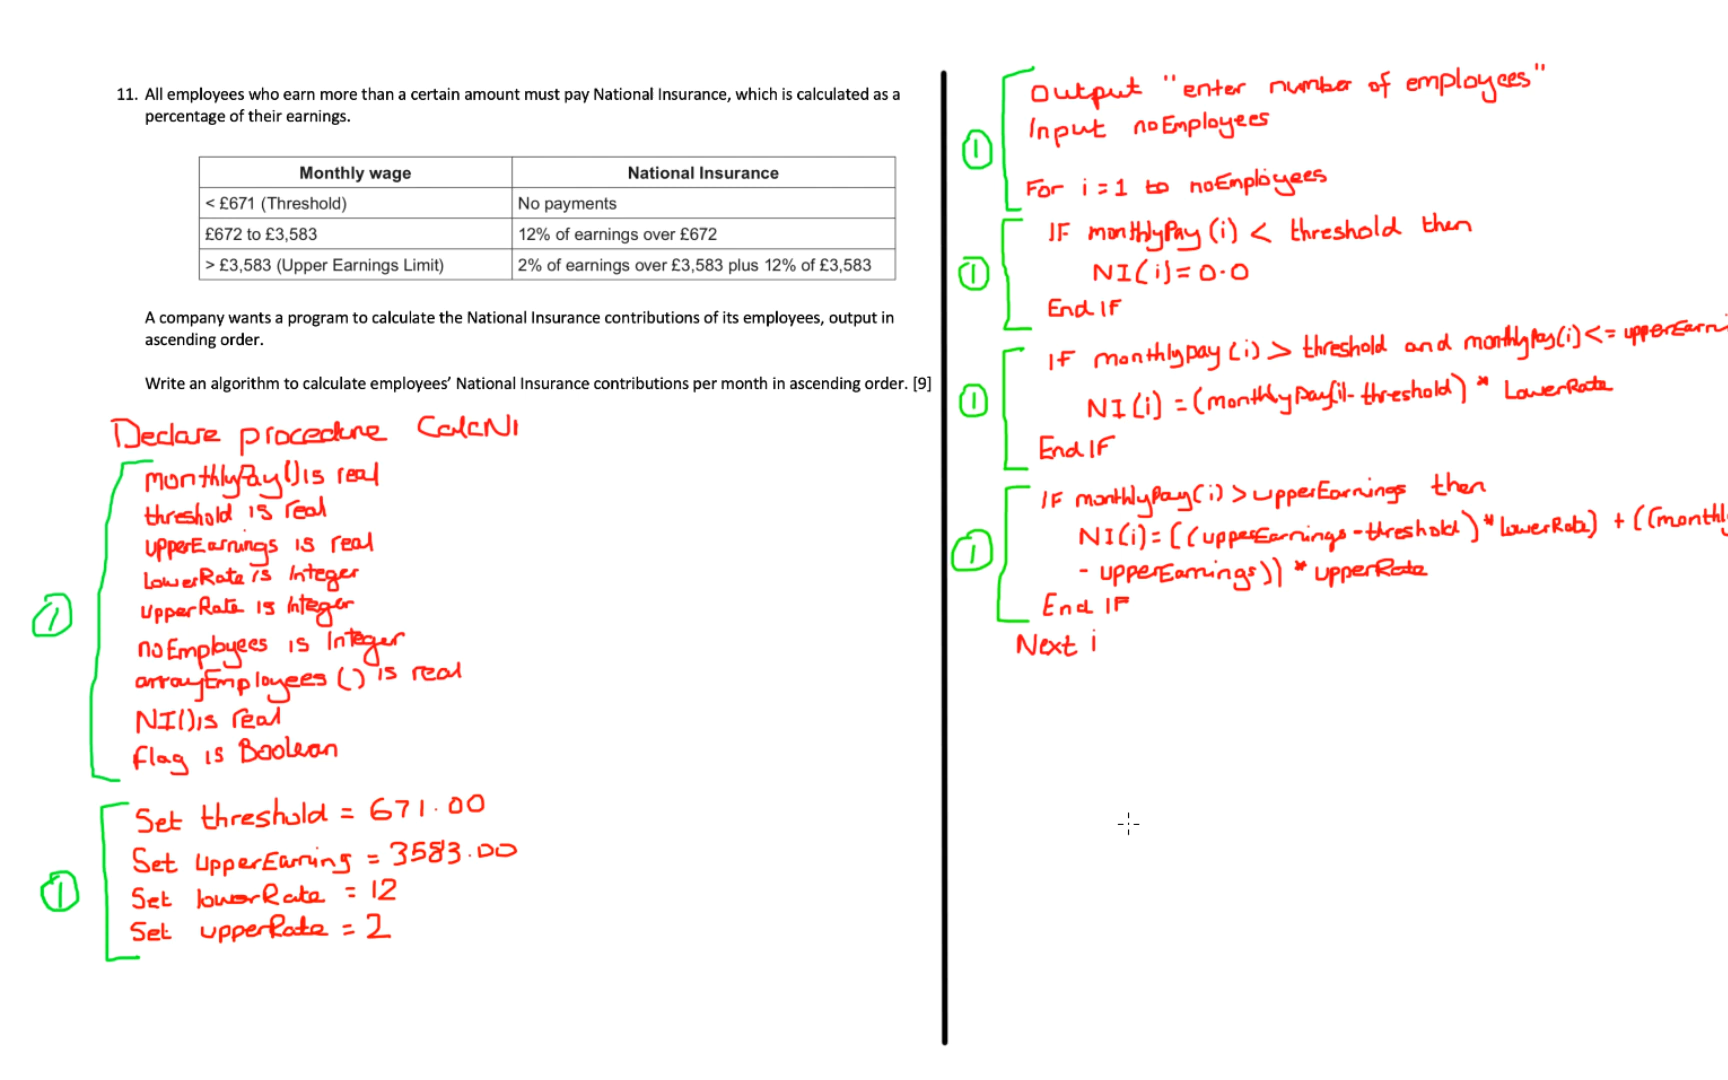 11. All employees who earn more than a certain amount must pay National Insurance, which is calculated as a
percentage of their earnings.
Monthly wage National Insurance
< £671 (Threshold) No payments
£672 to £3,583 12% of earnings over £672
> £3,583 (Upper Earnings Limit) 2% of earnings over £3,583 plus 12% of £3,583
A company wants a program to calculate the National Insurance contributions of its employees, output in
ascending order.
Write an algorithm to calculate employees' National Insurance contributions per month in ascending order. [9]
Declare procedure CalcNI
monthlyPay() is real
threshold is real
upperEarnings is real
lowerRate is Integer
upperRate is Integer
noEmployees is Integer
arrayEmployees () is real
NI() is real
flag is Boolean
1
Set threshold = 671.00
Set UpperEarning = 3583.00
Set lowerRate = 12
Set upperRate = 2
1
Output "enter number of employees"
Input noEmployees
1
For i = 1 to noEmployees
IF monthlyPay (i) < threshold then
NI(i) = 0.0
1
End IF
IF monthlypay (i) > threshold and monthlyPay(i) <= upperEarni
NI(i) = (monthlyPay(i) - threshold) * LowerRate
1
End IF
IF monthlyPay(i) > upperEarnings then
NI(i) = ((upperEarnings - threshold) * lowerRate) + ((monthly
- upperEarnings)) * upperRate
1
End IF
Next i